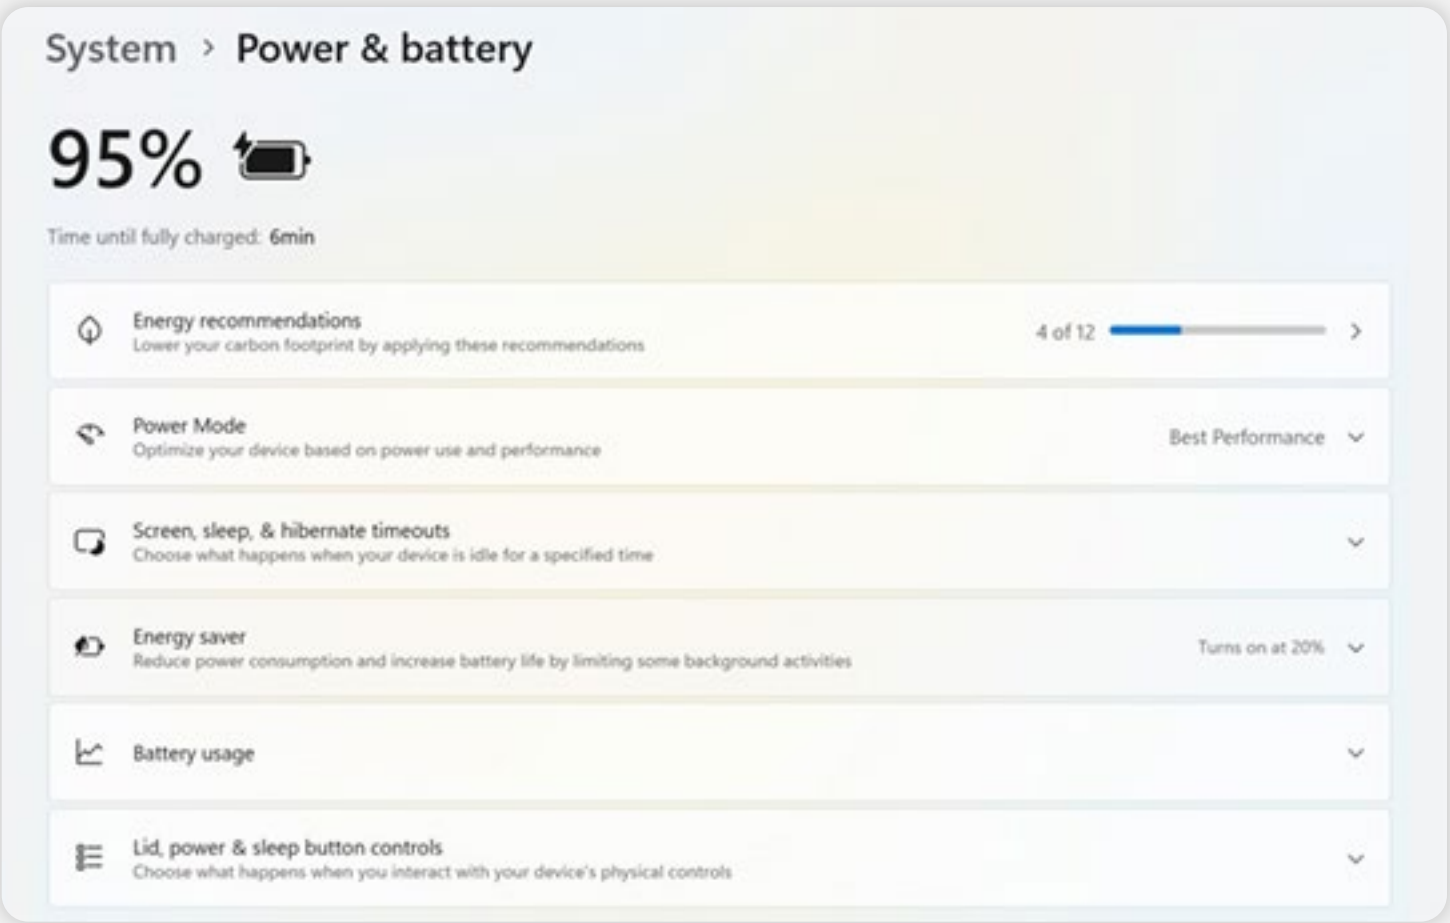 System > Power & battery
95%
Time until fully charged: 6min
Energy recommendations
Lower your carbon footprint by applying these recommendations
4 of 12
Power Mode
Optimize your device based on power use and performance
Best Performance
Screen, sleep, & hibernate timeouts
Choose what happens when your device is idle for a specified time
Energy saver
Reduce power consumption and increase battery life by limiting some background activities
Turns on at 20%
Battery usage
Lid, power & sleep button controls
Choose what happens when you interact with your device's physical controls